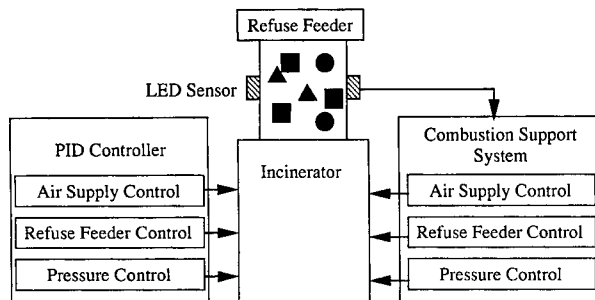 Refuse Feeder
LED Sensor
PID Controller
Air Supply Control
Refuse Feeder Control
Pressure Control
Incinerator
Combustion Support
System
Air Supply Control
Refuse Feeder Control
Pressure Control